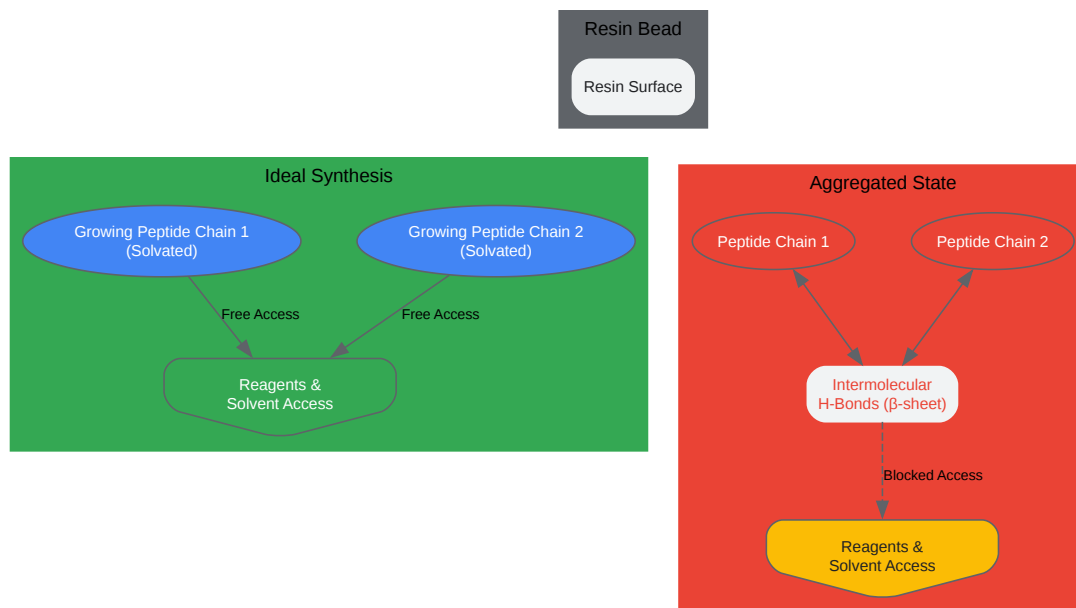 Resin Bead
Resin Surface
Ideal Synthesis
Growing Peptide Chain 1
(Solvated)
Growing Peptide Chain 2
(Solvated)
Free Access
Free Access
Reagents &
Solvent Access
Aggregated State
Peptide Chain 1
Peptide Chain 2
Intermolecular
H-Bonds (β-sheet)
Blocked Access
Reagents &
Solvent Access